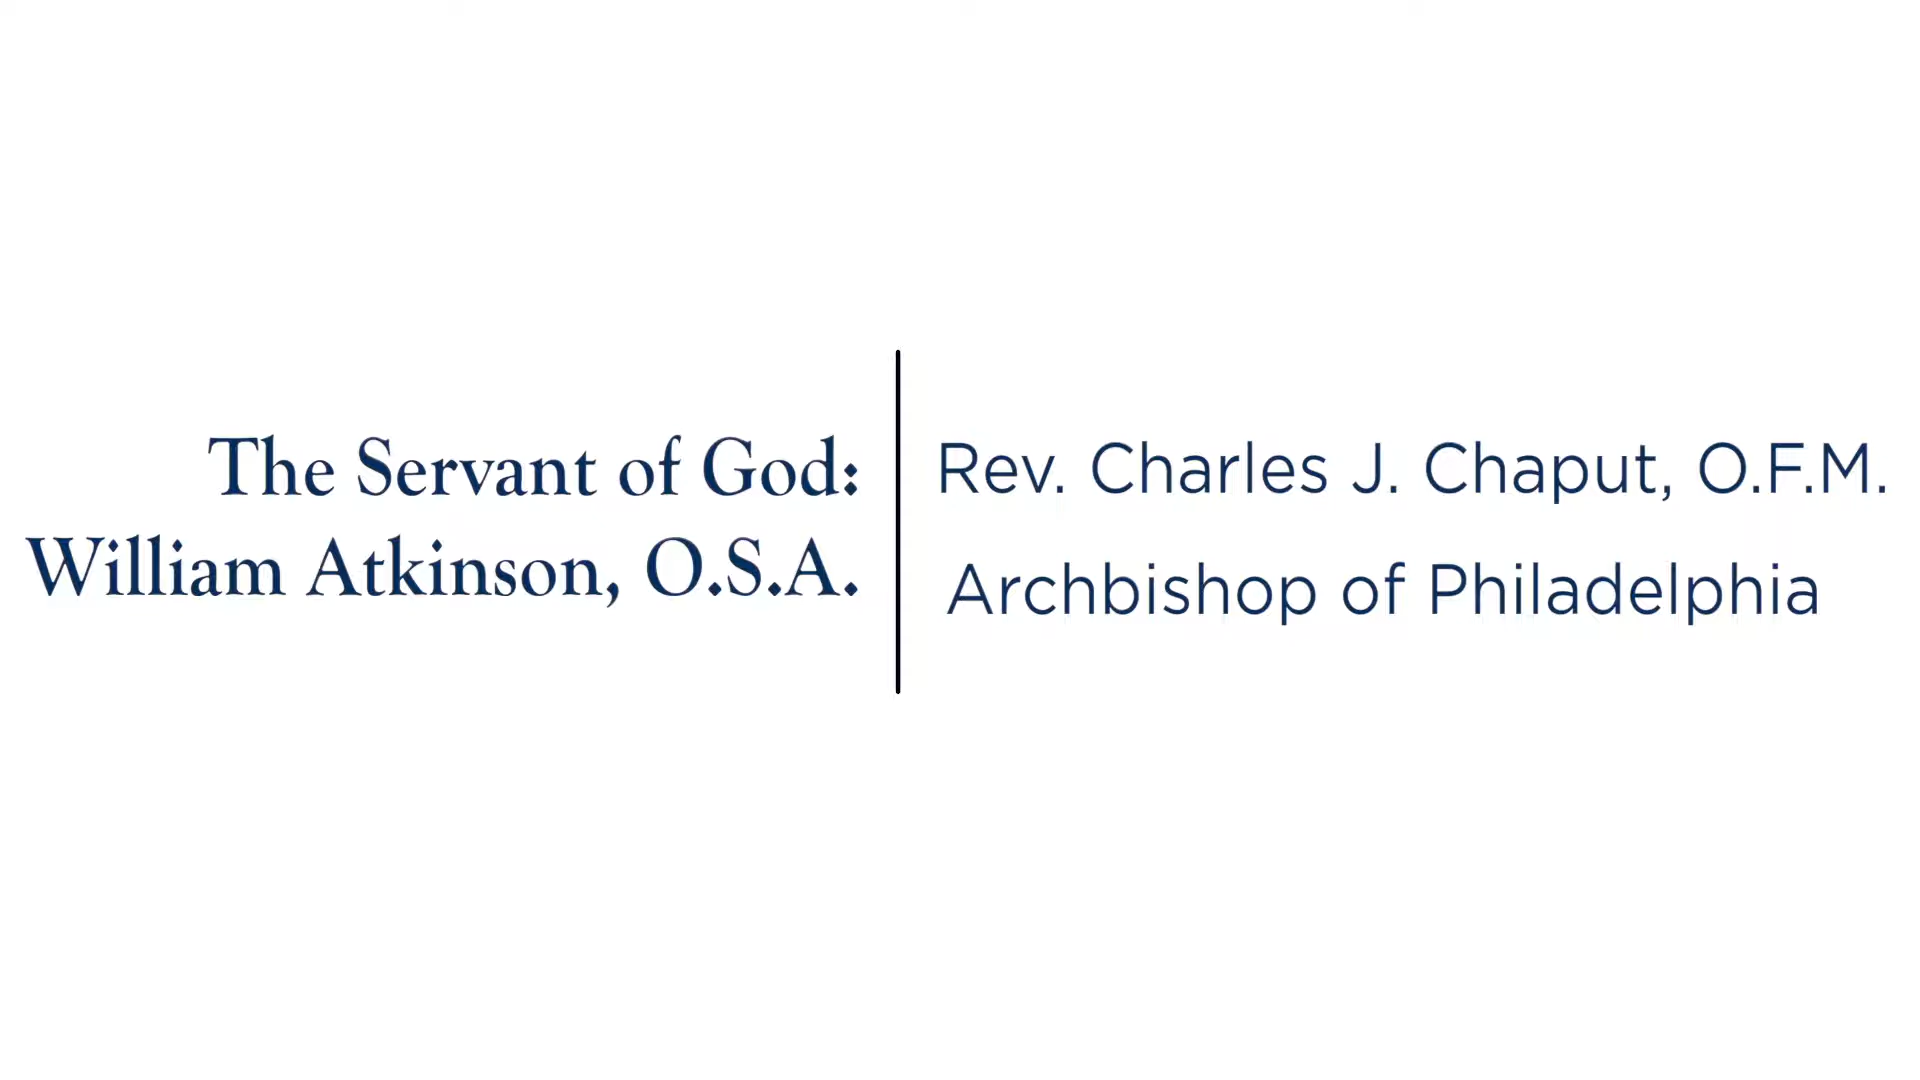 The Servant of God:
William Atkinson, O.S.A.
Rev. Charles J. Chaput, O.F.M.
Archbishop of Philadelphia